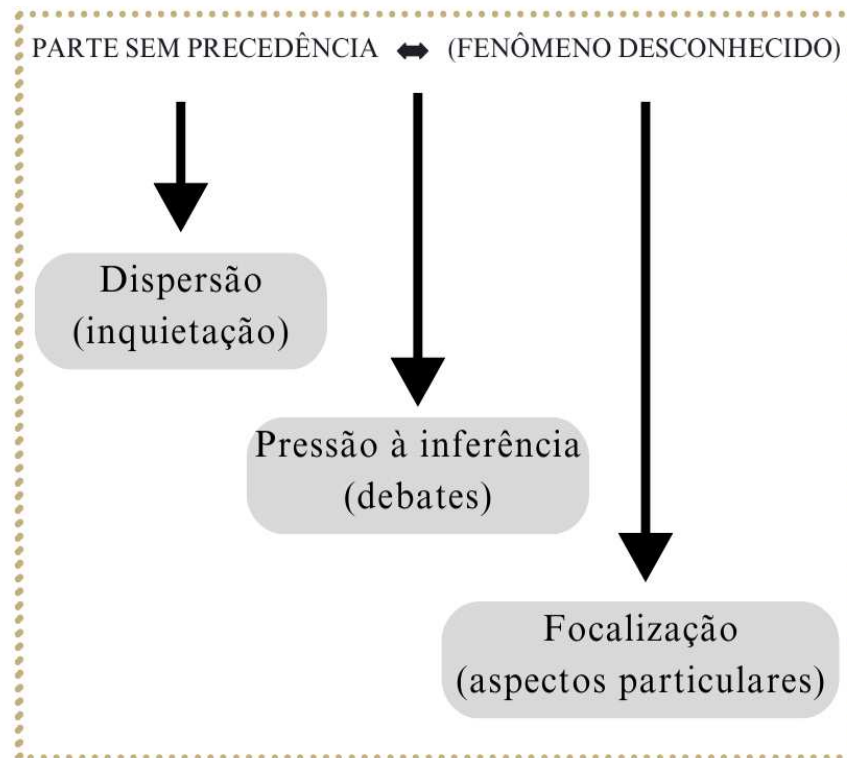 PARTE SEM PRECEDÊNCIA ⬌ (FENÔMENO DESCONHECIDO)
Dispersão
(inquietação)
Pressão à inferência
(debates)
Focalização
(aspectos particulares)